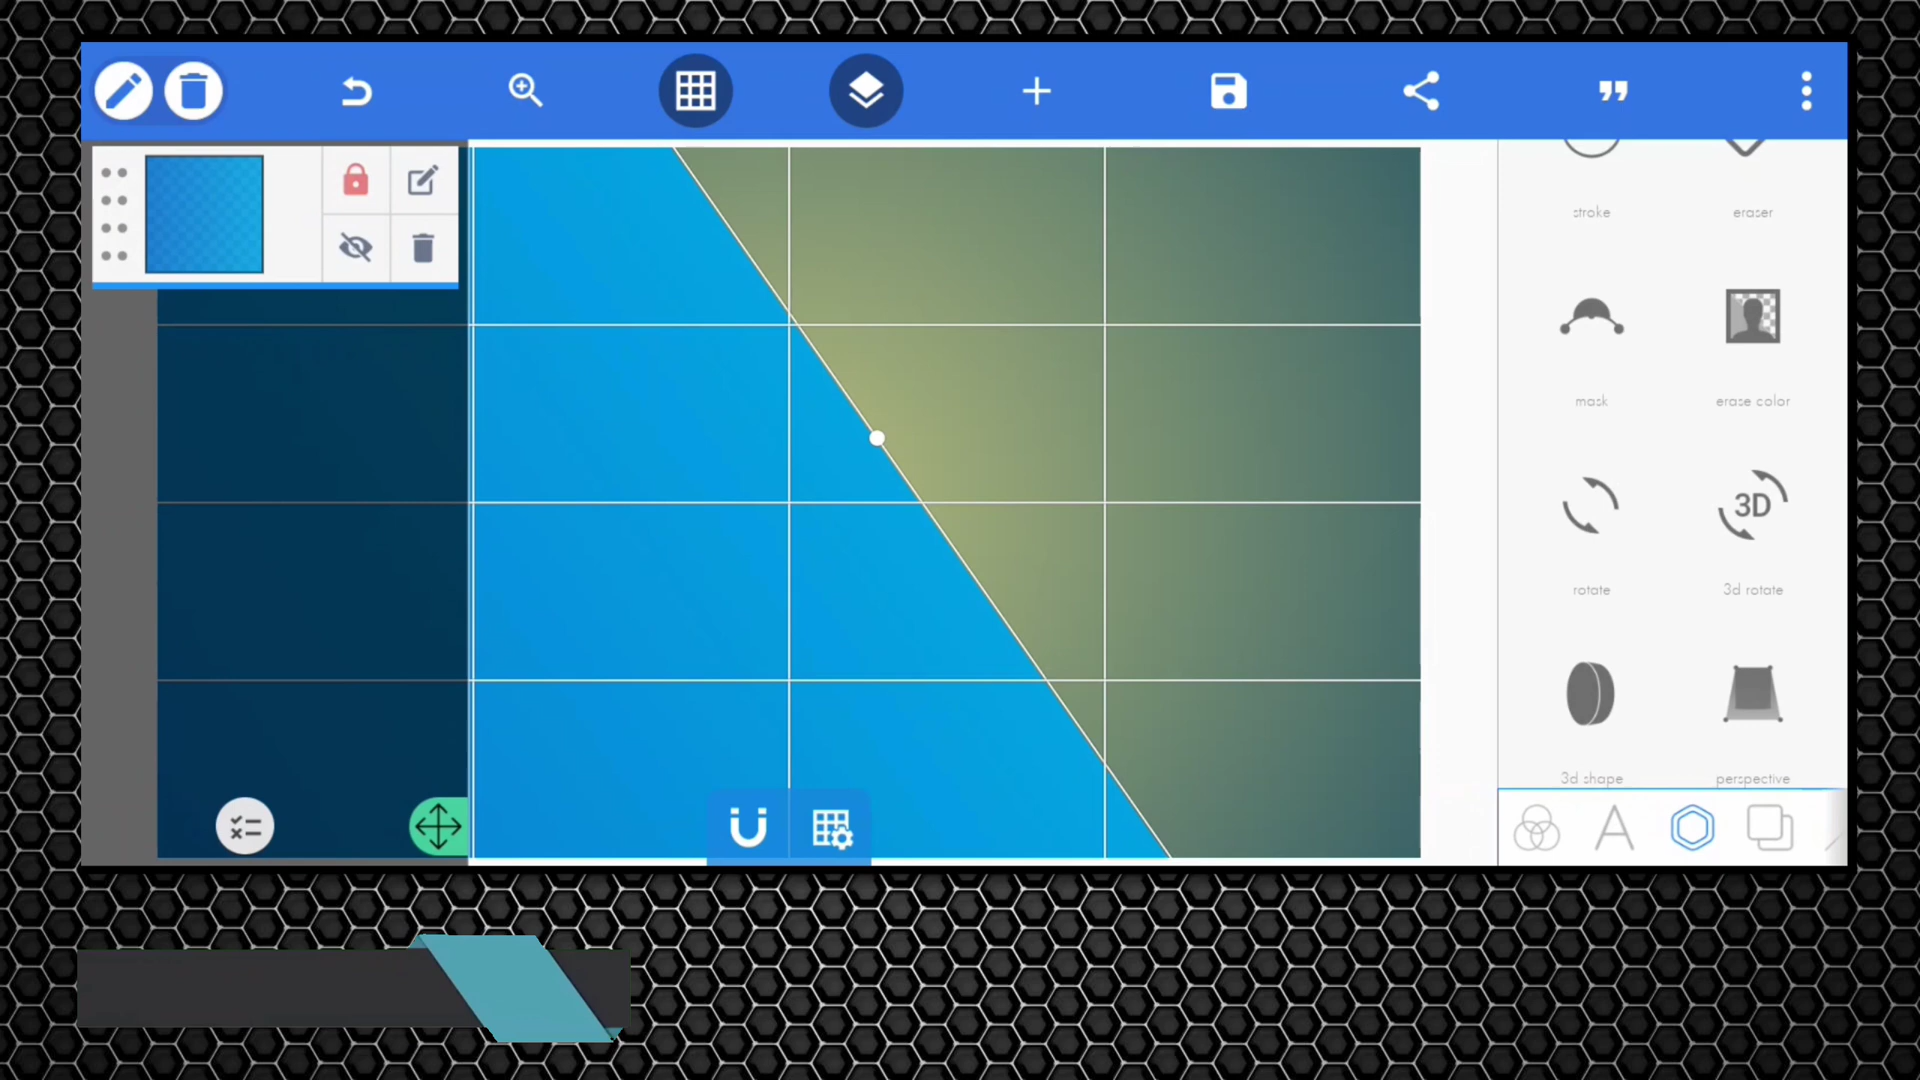 stroke
eraser
mask
erase color
rotate
3D
3d rotate
3d shape
perspective